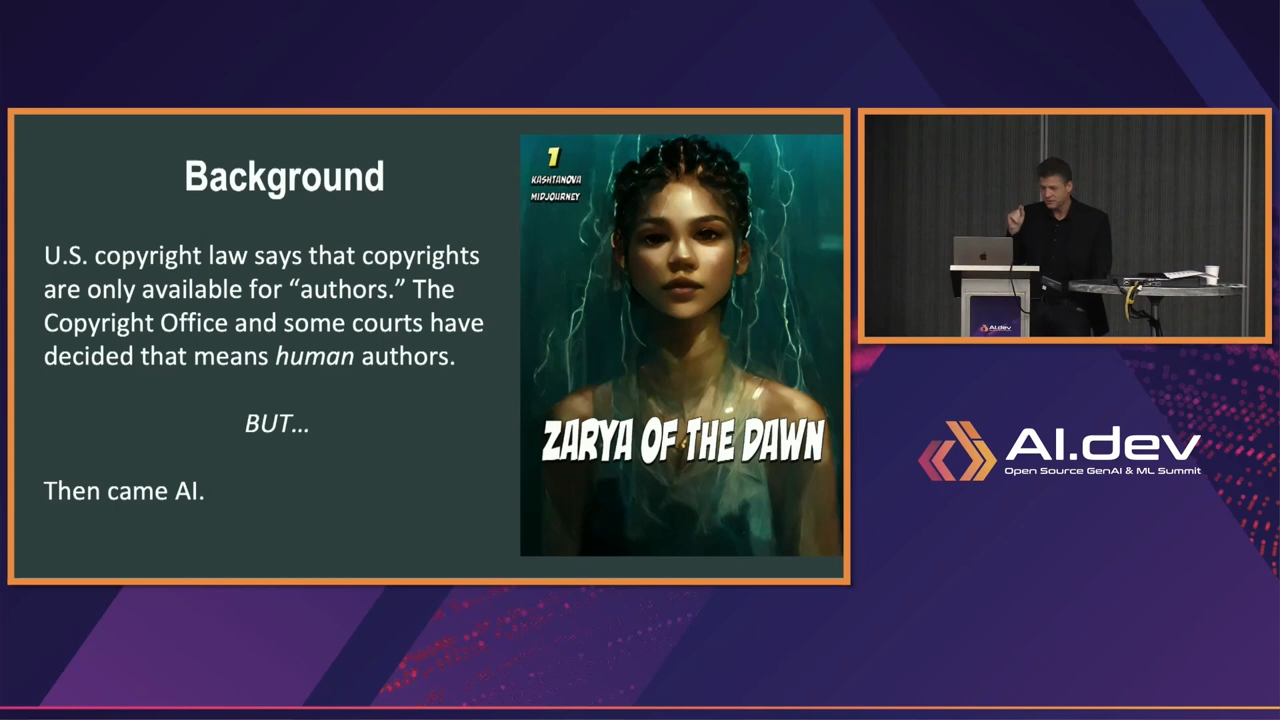 Background
U.S. copyright law says that copyrights
are only available for “authors.” The
Copyright Office and some courts have
decided that means human authors.
BUT...
Then came AI.
1
KASHTANOVA
MIDJOURNEY
ZARYA OF THE DAWN
AI.dev
AI.dev
Open Source GenAI & ML Summit